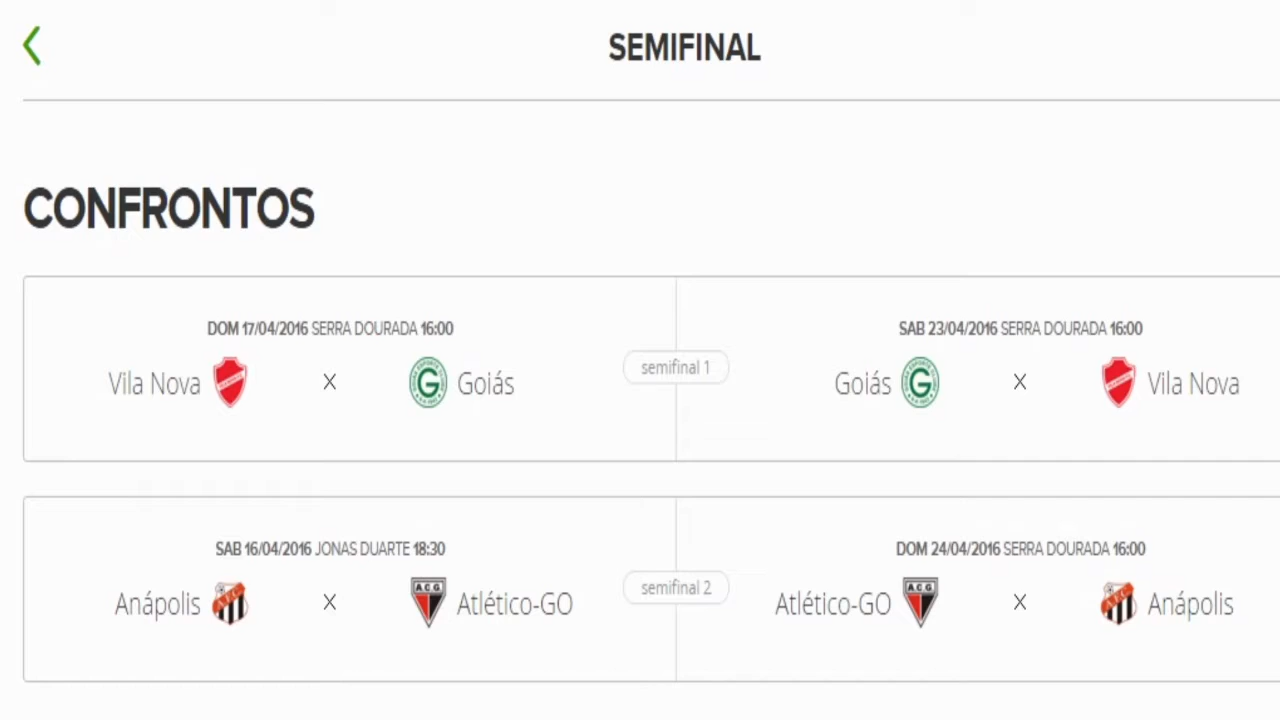 SEMIFINAL
CONFRONTOS
DOM 17/04/2016 SERRA DOURADA 16:00
Vila Nova X Goiás
semifinal 1
SAB 23/04/2016 SERRA DOURADA 16:00
Goiás X Vila Nova
SAB 16/04/2016 JONAS DUARTE 18:30
Anápolis X A.C.G. Atlético-GO
semifinal 2
DOM 24/04/2016 SERRA DOURADA 16:00
Atlético-GO A.C.G. X Anápolis